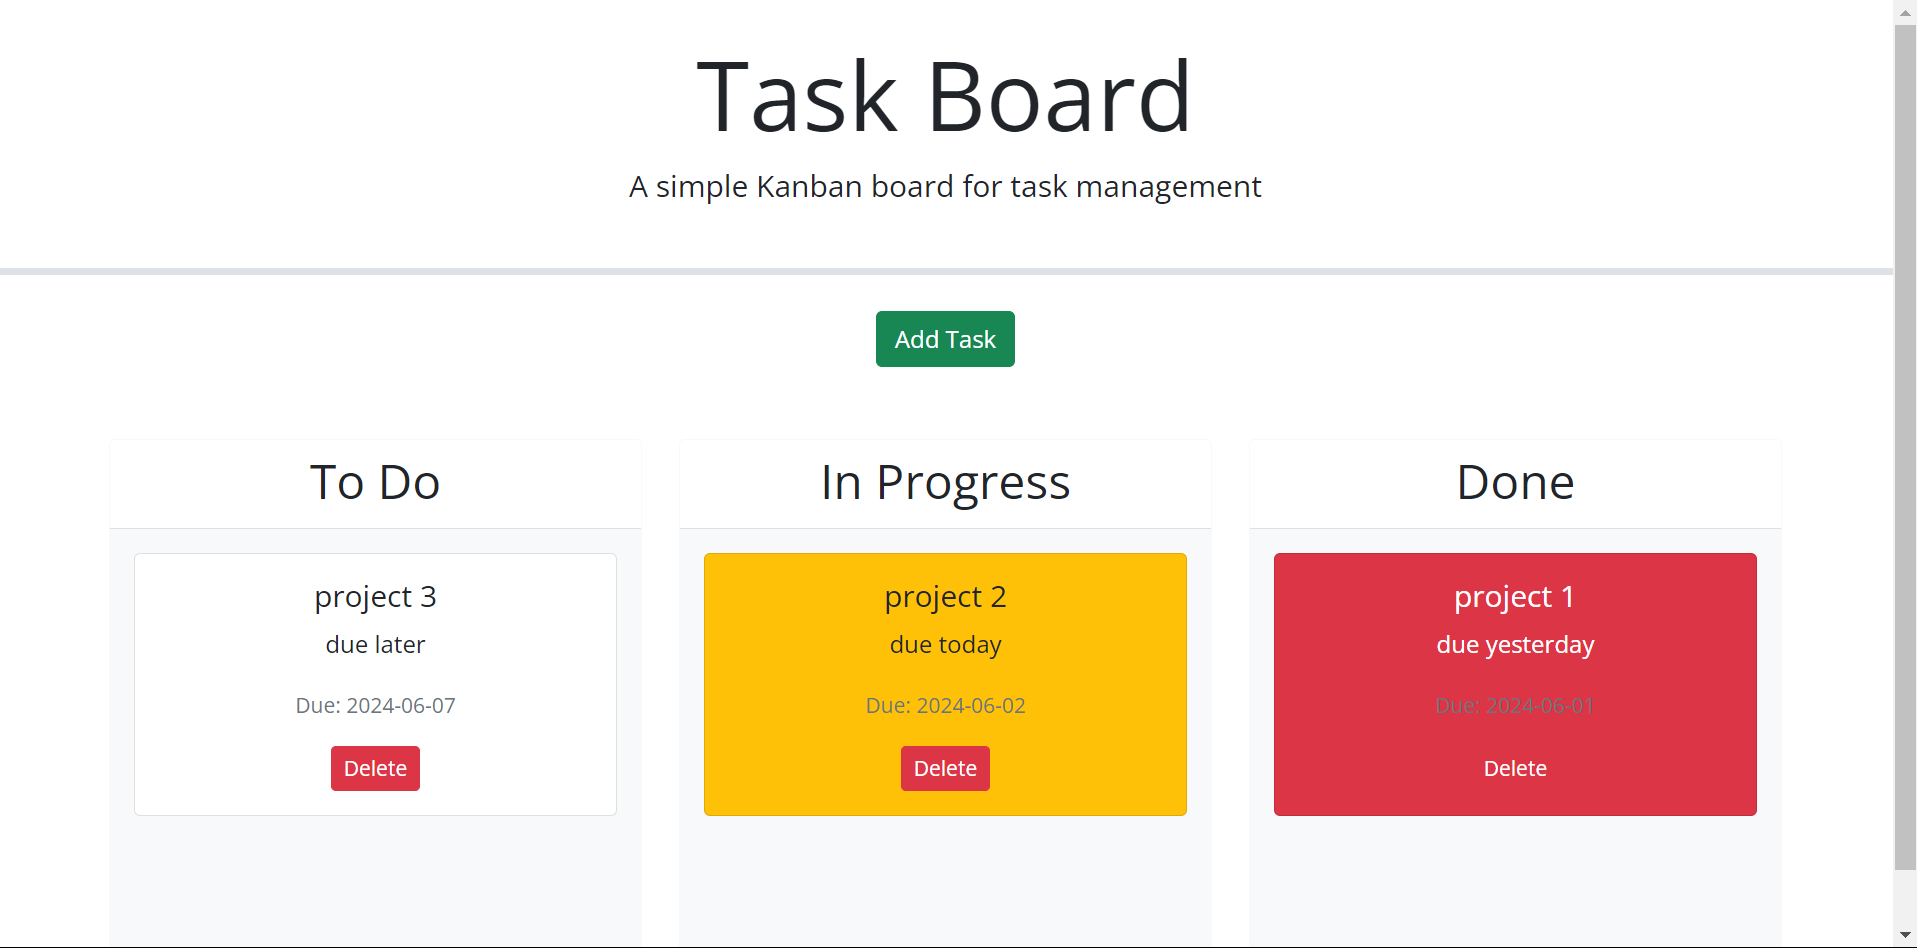 Task Board
A simple Kanban board for task management
Add Task
To Do
project 3
due later
Due: 2024-06-07
Delete
In Progress
project 2
due today
Due: 2024-06-02
Delete
Done
project 1
due yesterday
Due: 2024-06-01
Delete